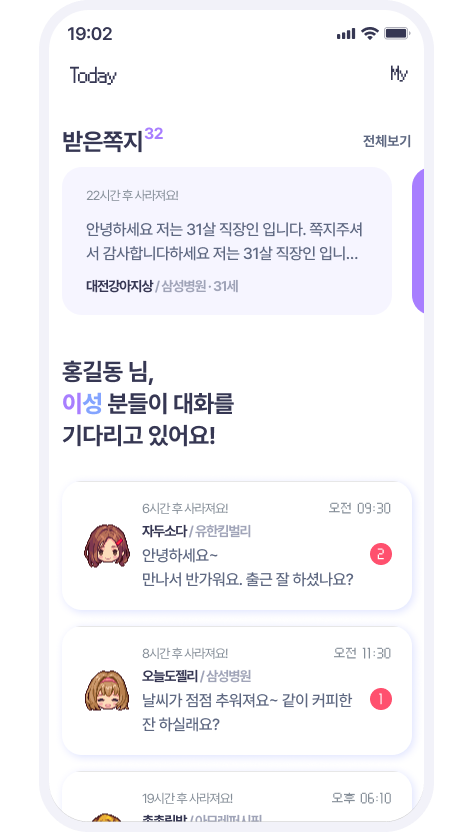 19:02
Today
My
받은쪽지32
전체보기
22시간 후 사라져요!
안녕하세요 저는 31살 직장인 입니다. 쪽지주셔
서 감사합니다하세요 저는 31살 직장인 입니...
대전강아지상 / 삼성병원 · 31세
홍길동 님,
이성 분들이 대화를
기다리고 있어요!
6시간 후 사라져요!
오전 09:30
자두소다 / 유한킴벌리
안녕하세요~
2
만나서 반가워요. 출근 잘 하셨나요?
8시간 후 사라져요!
오전 11:30
오늘도젤리 / 삼성병원
날씨가 점점 추워져요~ 같이 커피한
1
잔 하실래요?
19시간 후 사라져요!
오후 06:10